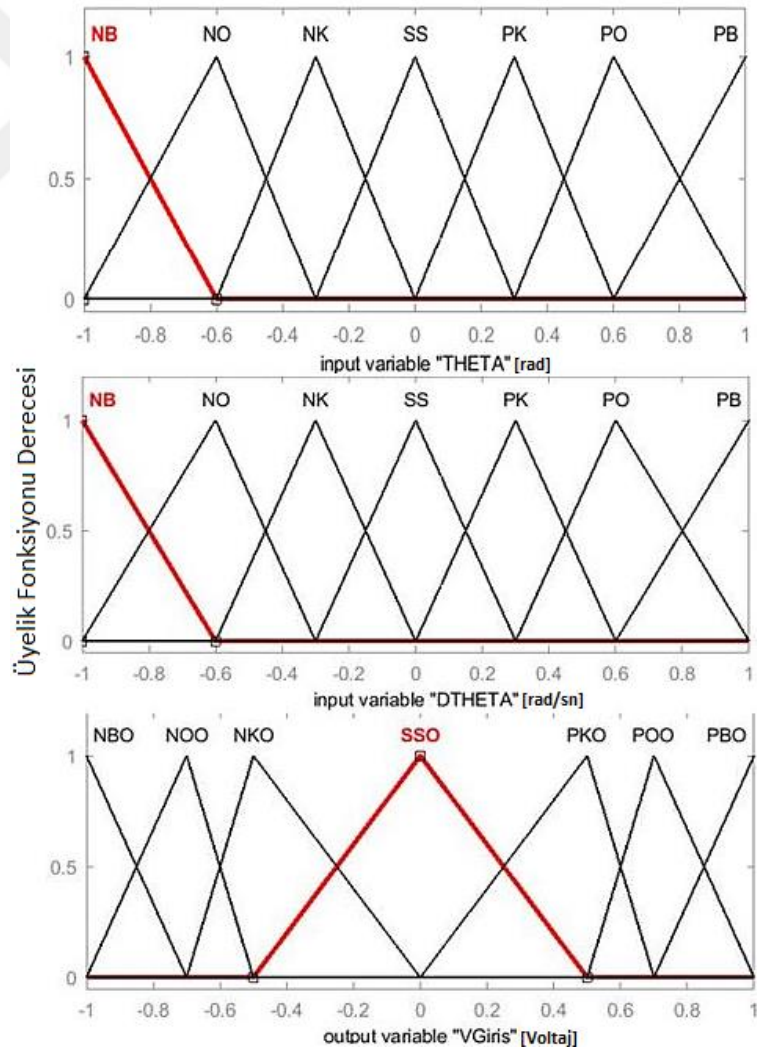 NB NO NK SS PK PO PB
1
0.5
0
-1 -0.8 -0.6 -0.4 -0.2 0 0.2 0.4 0.6 0.8 1
input variable "THETA" [rad]
Üyelik Fonksiyonu Derecesi
NB NO NK SS PK PO PB
1
0.5
0
-1 -0.8 -0.6 -0.4 -0.2 0 0.2 0.4 0.6 0.8 1
input variable "DTHETA" [rad/sn]
NBO NOO NKO SSO PKO POO PBO
1
0.5
0
-1 -0.8 -0.6 -0.4 -0.2 0 0.2 0.4 0.6 0.8 1
output variable "VGiris" [Voltaj]